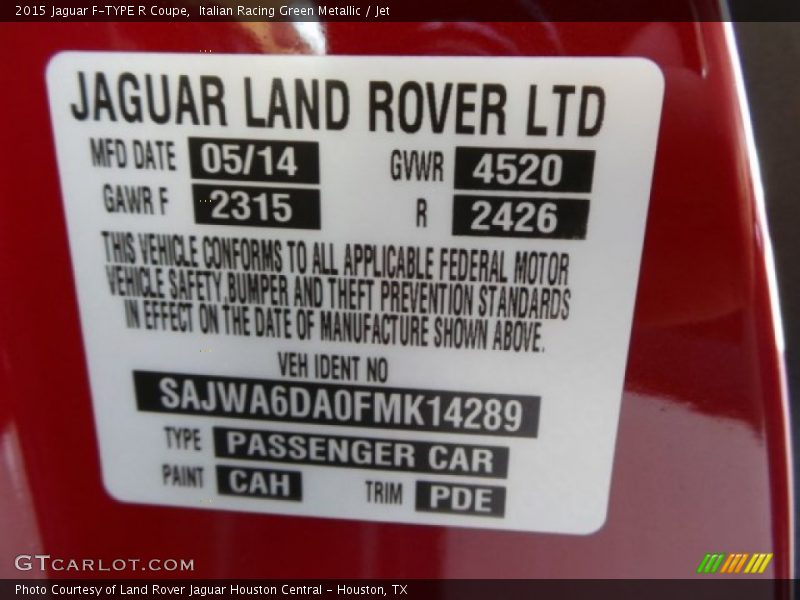 2015 Jaguar F-TYPE R Coupe, Italian Racing Green Metallic / Jet
JAGUAR LAND ROVER LTD
MFD DATE 05/14 GVWR 4520
GAWR F 2315 R 2426
THIS VEHICLE CONFORMS TO ALL APPLICABLE FEDERAL MOTOR
VEHICLE SAFETY,BUMPER AND THEFT PREVENTION STANDARDS
IN EFFECT ON THE DATE OF MANUFACTURE SHOWN ABOVE.
VEH IDENT NO
SAJWA6DA0FMK14289
TYPE PASSENGER CAR
PAINT CAH TRIM PDE
GTCARLOT.COM
Photo Courtesy of Land Rover Jaguar Houston Central - Houston, TX